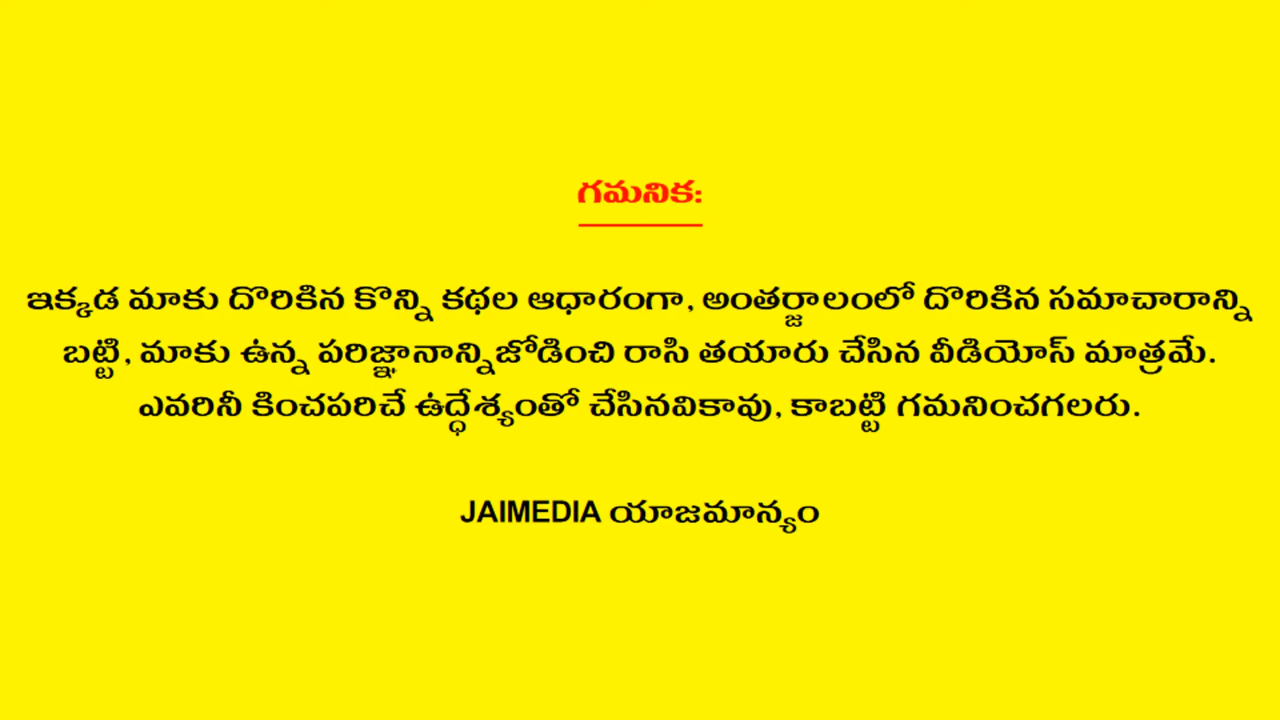 గమనిక:
ఇక్కడ మాకు దొరికిన కొన్ని కథల ఆధారంగా, అంతర్జాలంలో దొరికిన సమాచారాన్ని
బట్టి, మాకు ఉన్న పరిజ్ఞానాన్నిజోడించి రాసి తయారు చేసిన వీడియోస్ మాత్రమే.
ఎవరినీ కించపరిచే ఉద్ధేశ్యంతో చేసినవికావు, కాబట్టి గమనించగలరు.
JAIMEDIA యాజమాన్యం